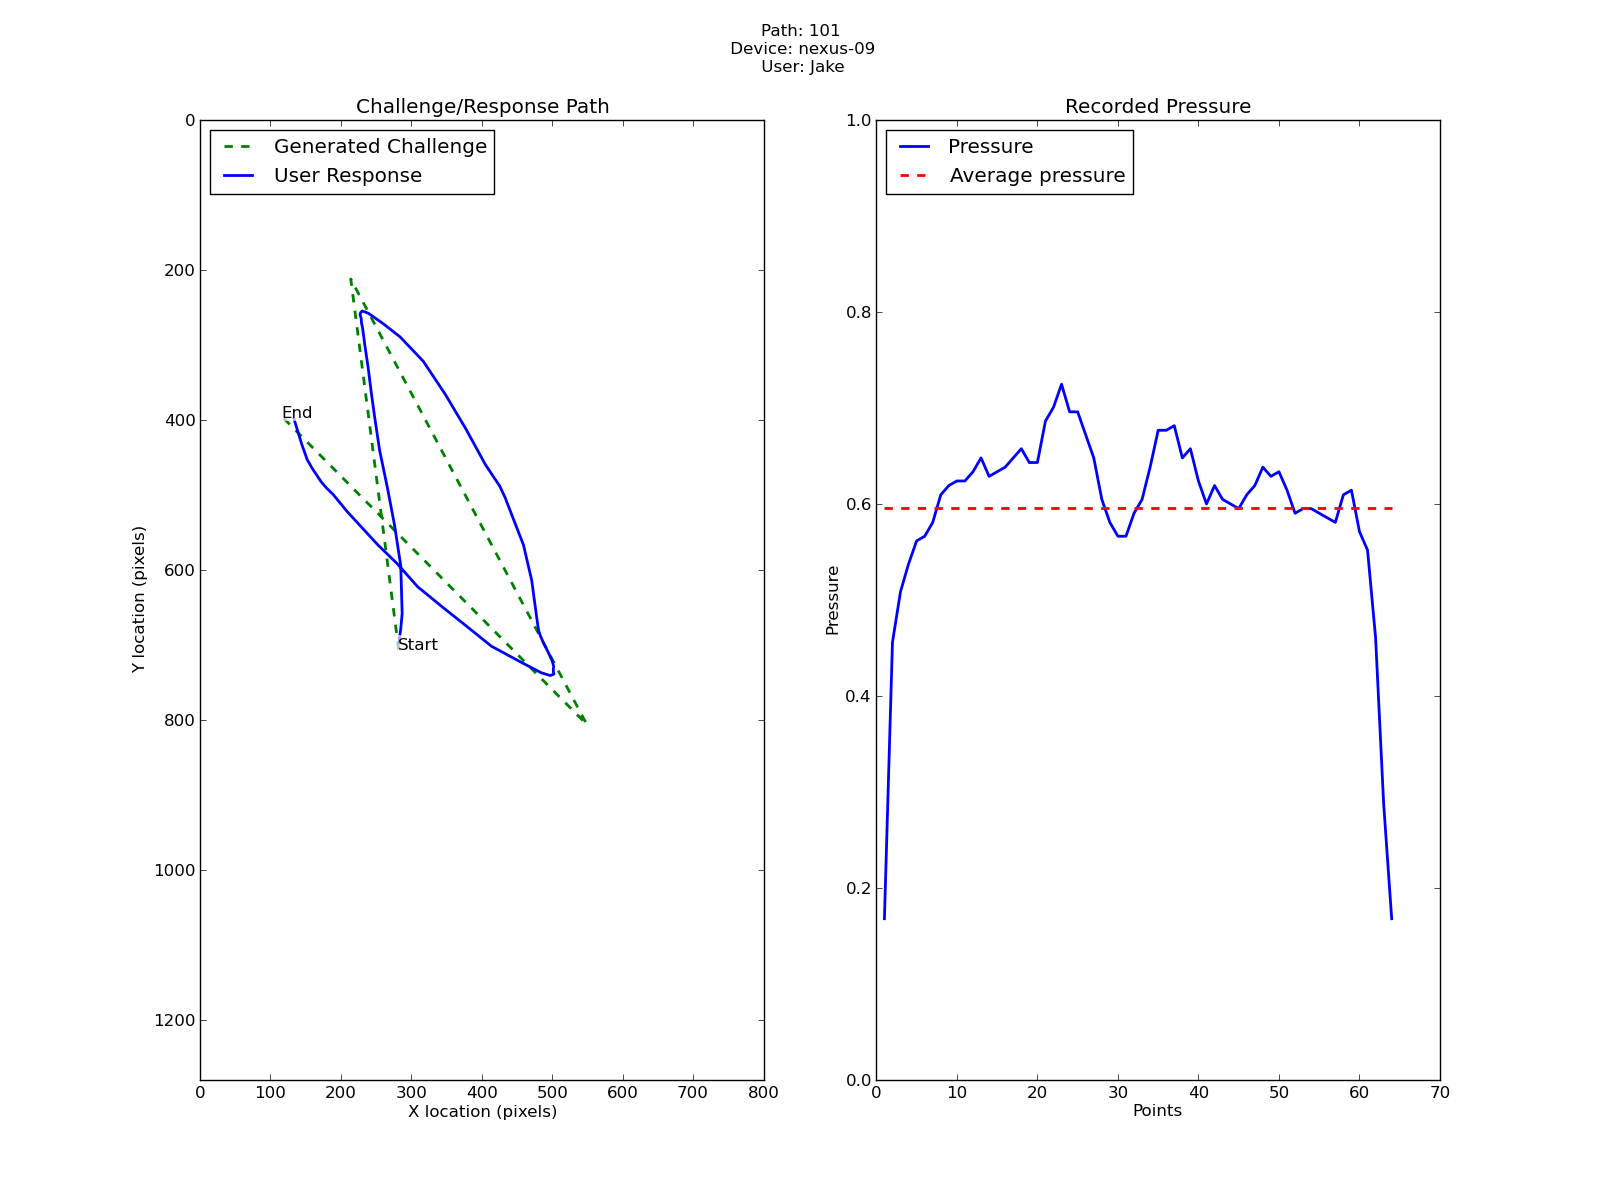 Path: 101
Device: nexus-09
User: Jake
Challenge/Response Path
Generated Challenge
User Response
0
200
400
600
800
1000
1200
Y location (pixels)
End
Start
0 100 200 300 400 500 600 700 800
X location (pixels)
Recorded Pressure
Pressure
Average pressure
1.0
0.8
0.6
0.4
0.2
0.0
Pressure
0 10 20 30 40 50 60 70
Points